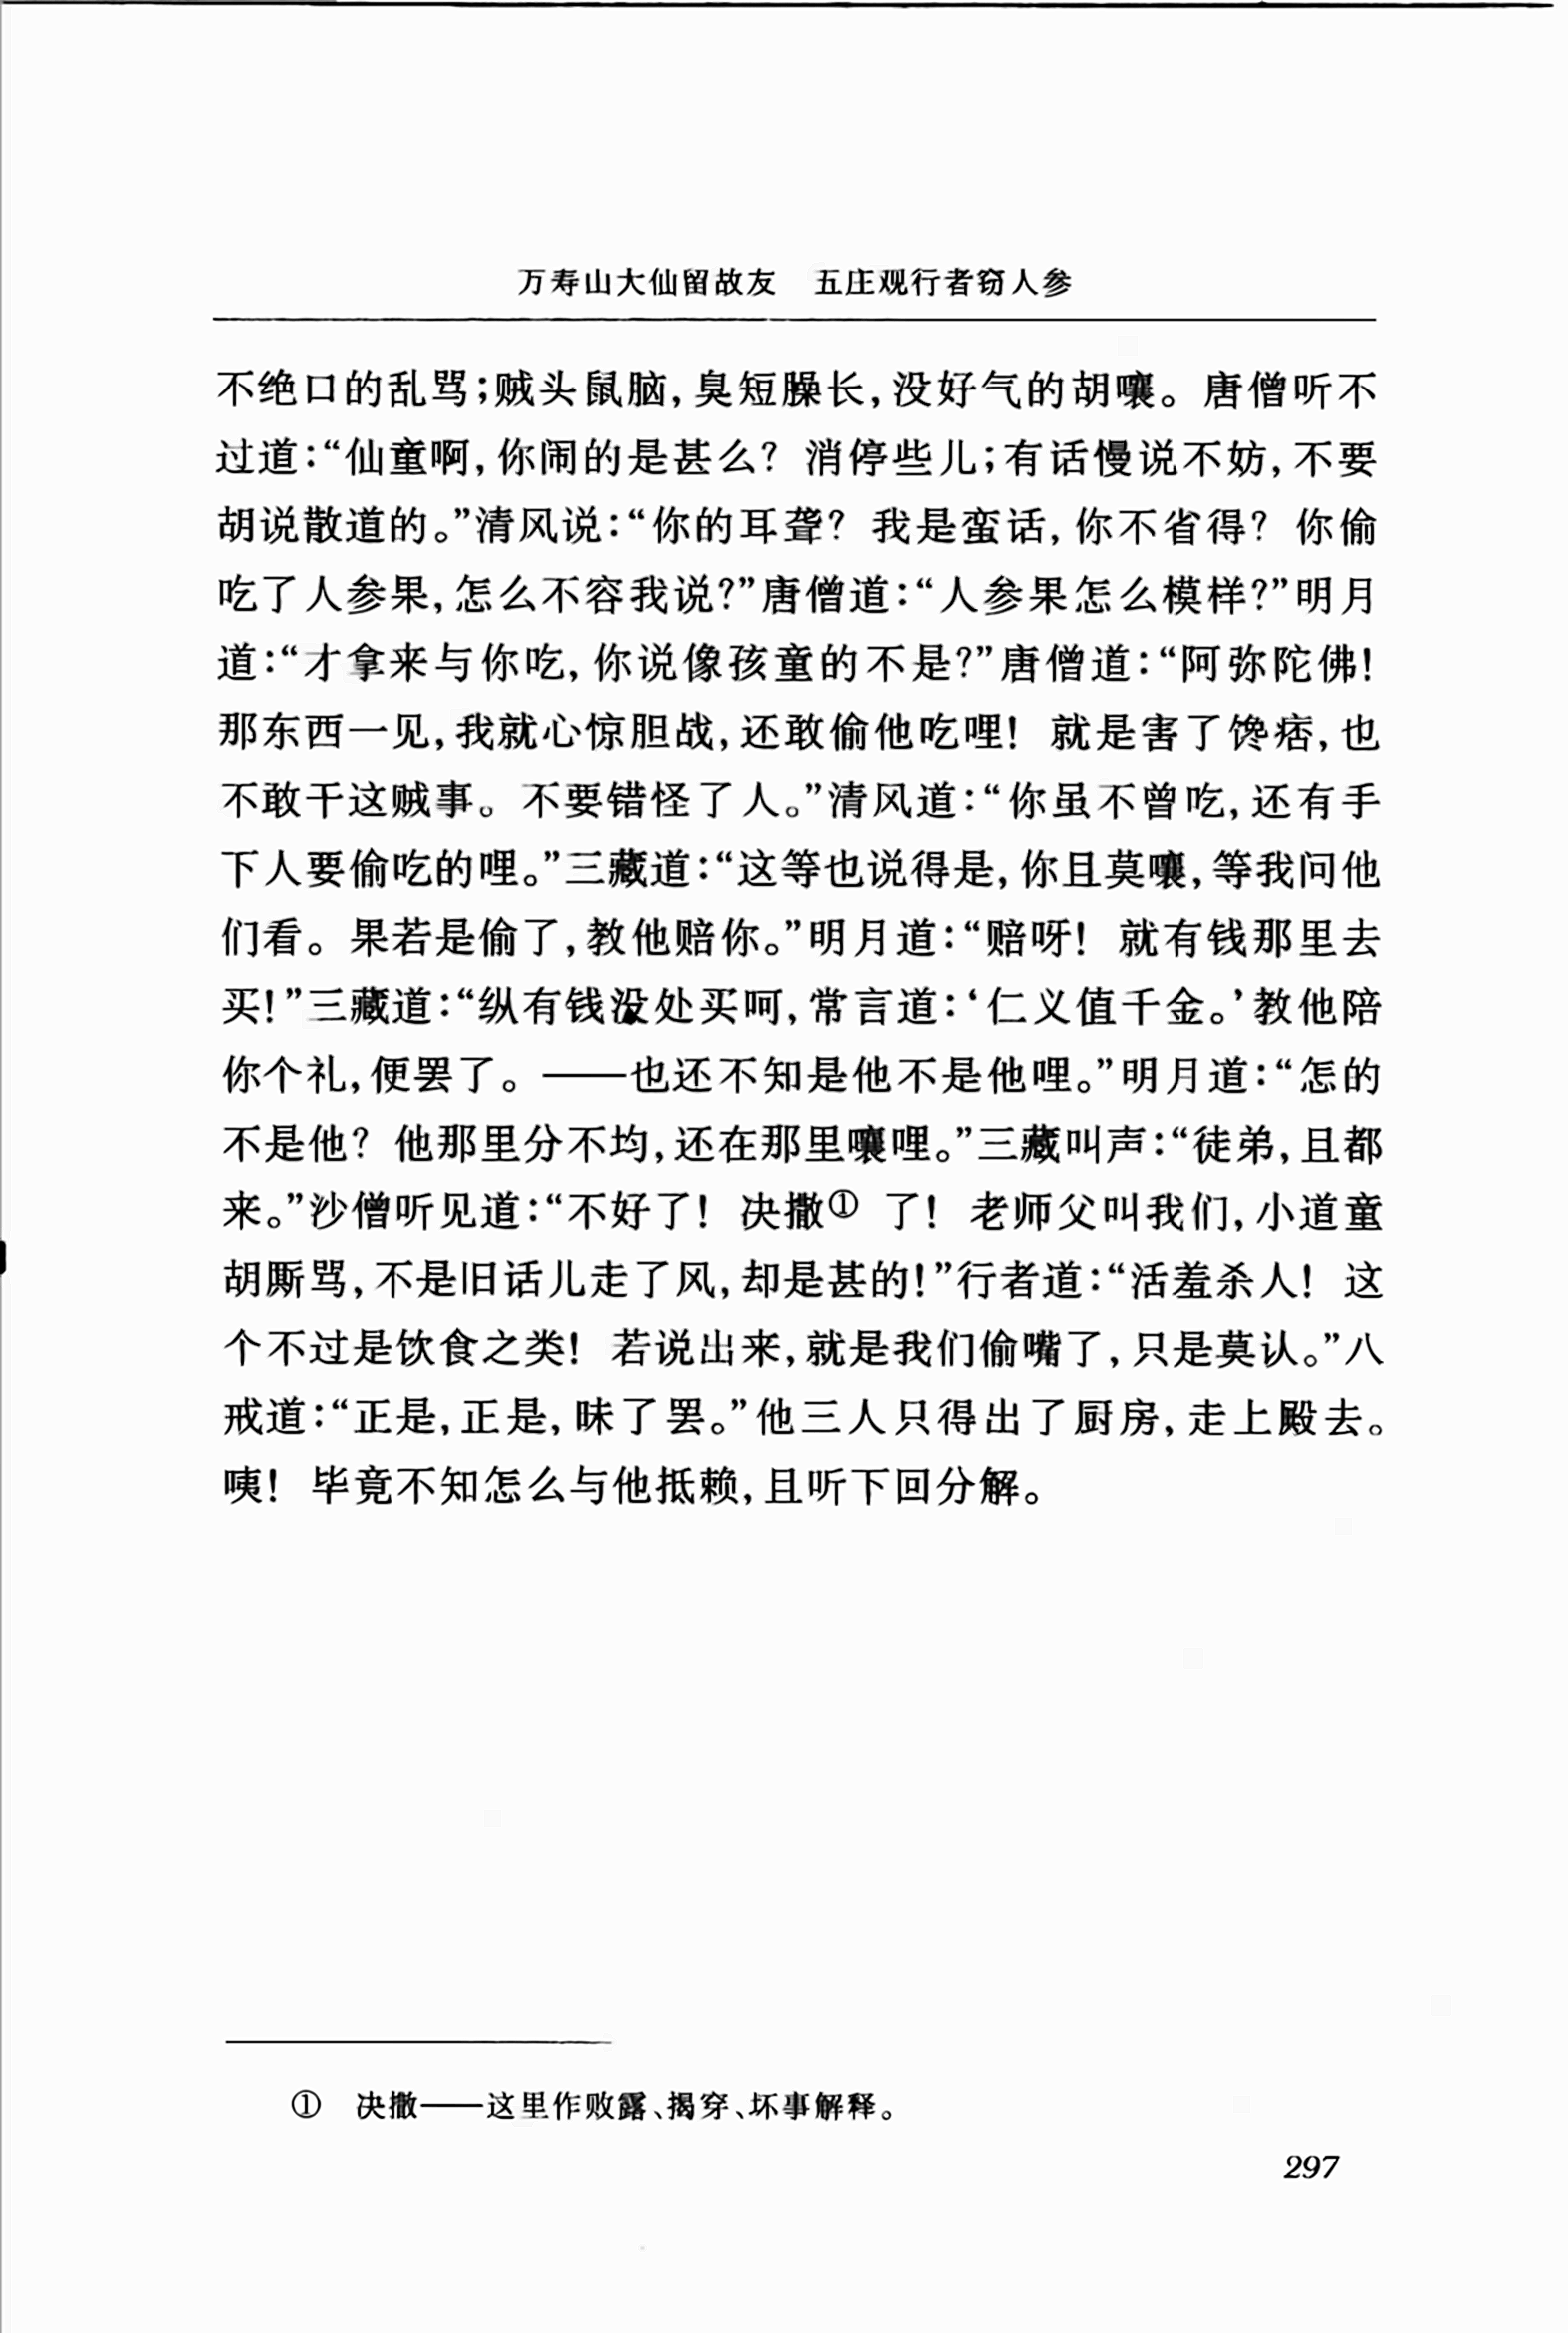 万寿山大仙留故友　五庄观行者窃人参
不绝口的乱骂；贼头鼠脑，臭短臊长，没好气的胡嚷。唐僧听不
过道：“仙童啊，你闹的是甚么？消停些儿；有话慢说不妨，不要
胡说散道的。”清风说：“你的耳聋？我是蛮话，你不省得？你偷
吃了人参果，怎么不容我说？”唐僧道：“人参果怎么模样？”明月
道：“才拿来与你吃，你说像孩童的不是？”唐僧道：“阿弥陀佛！
那东西一见，我就心惊胆战，还敢偷他吃哩！就是害了馋痞，也
不敢干这贼事。不要错怪了人。”清风道：“你虽不曾吃，还有手
下人要偷吃的哩。”三藏道：“这等也说得是，你且莫嚷，等我问他
们看。果若是偷了，教他赔你。”明月道：“赔呀！就有钱那里去
买！”三藏道：“纵有钱没处买呵，常言道：‘仁义值千金。’教他陪
你个礼，便罢了。——也还不知是他不是他哩。”明月道：“怎的
不是他？他那里分不均，还在那里嚷哩。”三藏叫声：“徒弟，且都
来。”沙僧听见道：“不好了！决撒① 了！老师父叫我们，小道童
胡厮骂，不是旧话儿走了风，却是甚的！”行者道：“活羞杀人！这
个不过是饮食之类！若说出来，就是我们偷嘴了，只是莫认。”八
戒道：“正是，正是，昧了罢。”他三人只得出了厨房，走上殿去。
咦！毕竟不知怎么与他抵赖，且听下回分解。
①　决撒——这里作败露、揭穿、坏事解释。
297